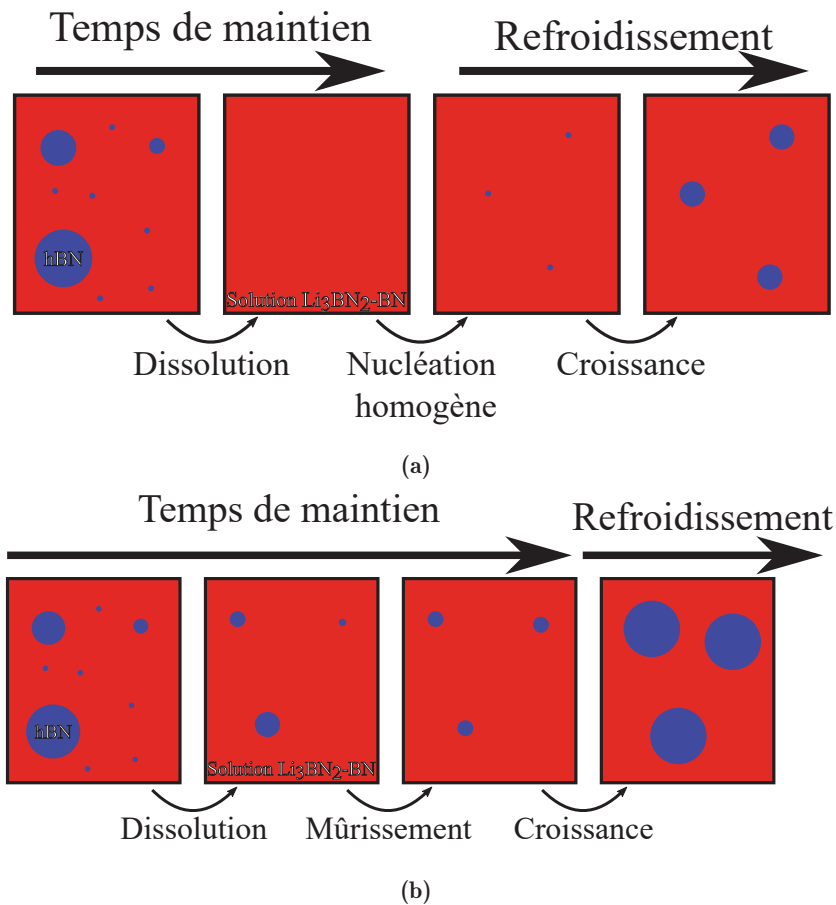 Temps de maintien
Refroidissement
hBN
Solution Li3BN2-BN
Dissolution
Nucléation
homogène
Croissance
(a)
Temps de maintien
Refroidissement
hBN
Solution Li3BN2-BN
Dissolution
Mûrissement
Croissance
(b)